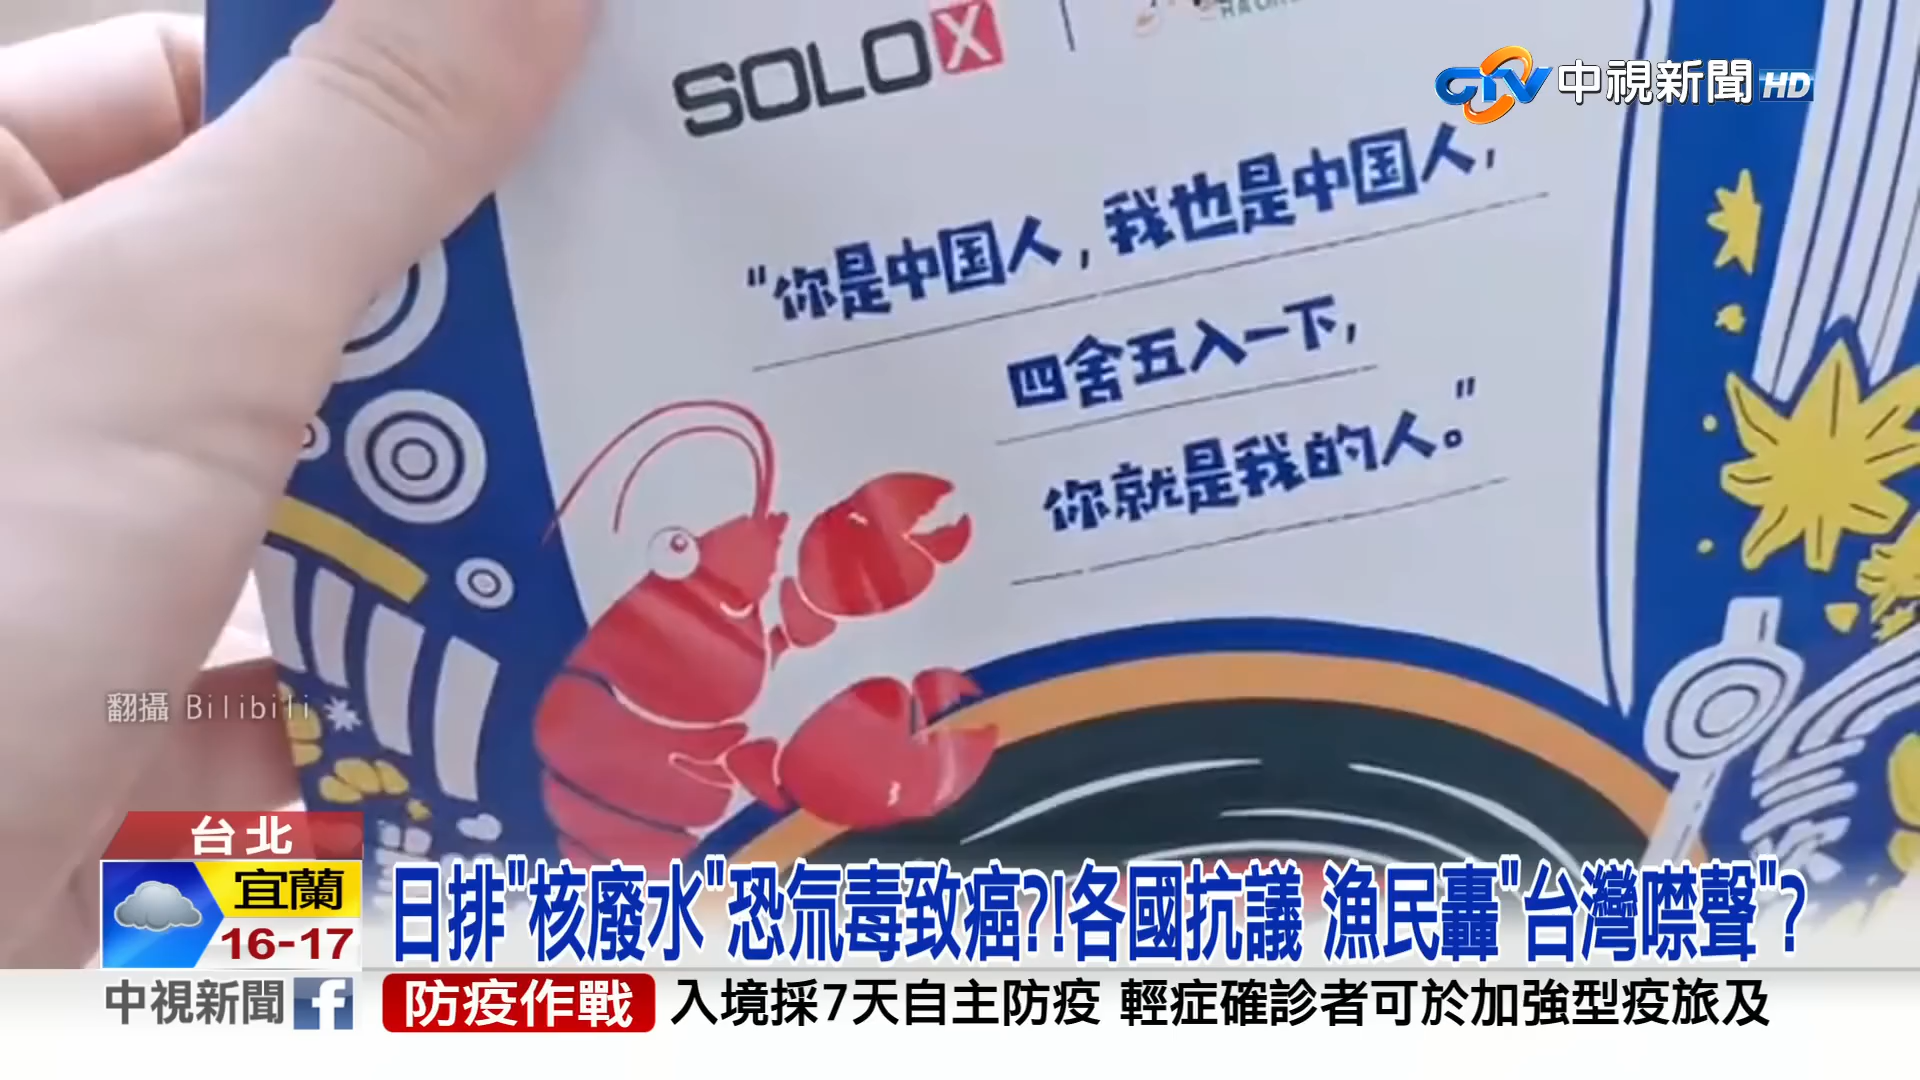 SOLOX
CTV 中視新聞 HD
“你是中国人，我也是中国人，
四舍五入一下，
你就是我的人。”
翻攝 Bilibili
台北
宜蘭
16-17
日排"核廢水"恐氚毒致癌?!各國抗議 漁民轟"台灣噤聲"?
中視新聞
防疫作戰 入境採7天自主防疫 輕症確診者可於加強型疫旅及